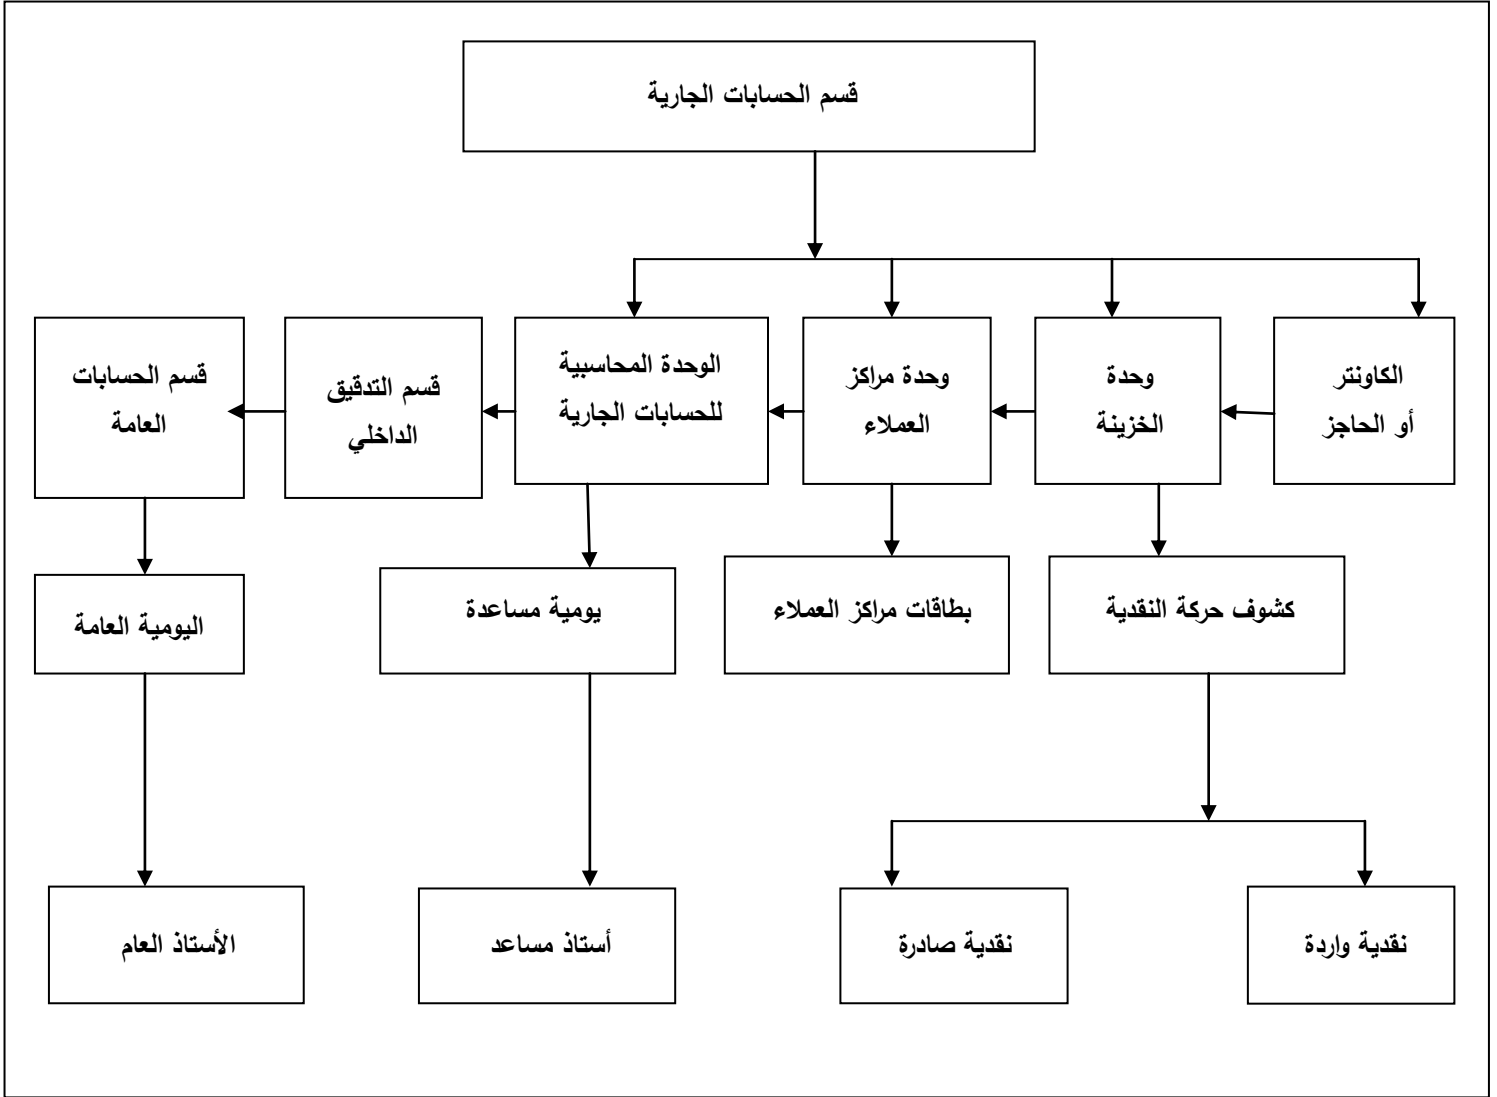 قسم الحسابات الجارية
الكاونتر
أو الحاجز
وحدة
الخزينة
وحدة مراكز
العملاء
الوحدة المحاسبية
للحسابات الجارية
قسم التدقيق
الداخلي
قسم الحسابات
العامة
كشوف حركة النقدية
بطاقات مراكز العملاء
يومية مساعدة
اليومية العامة
نقدية واردة
نقدية صادرة
أستاذ مساعد
الأستاذ العام